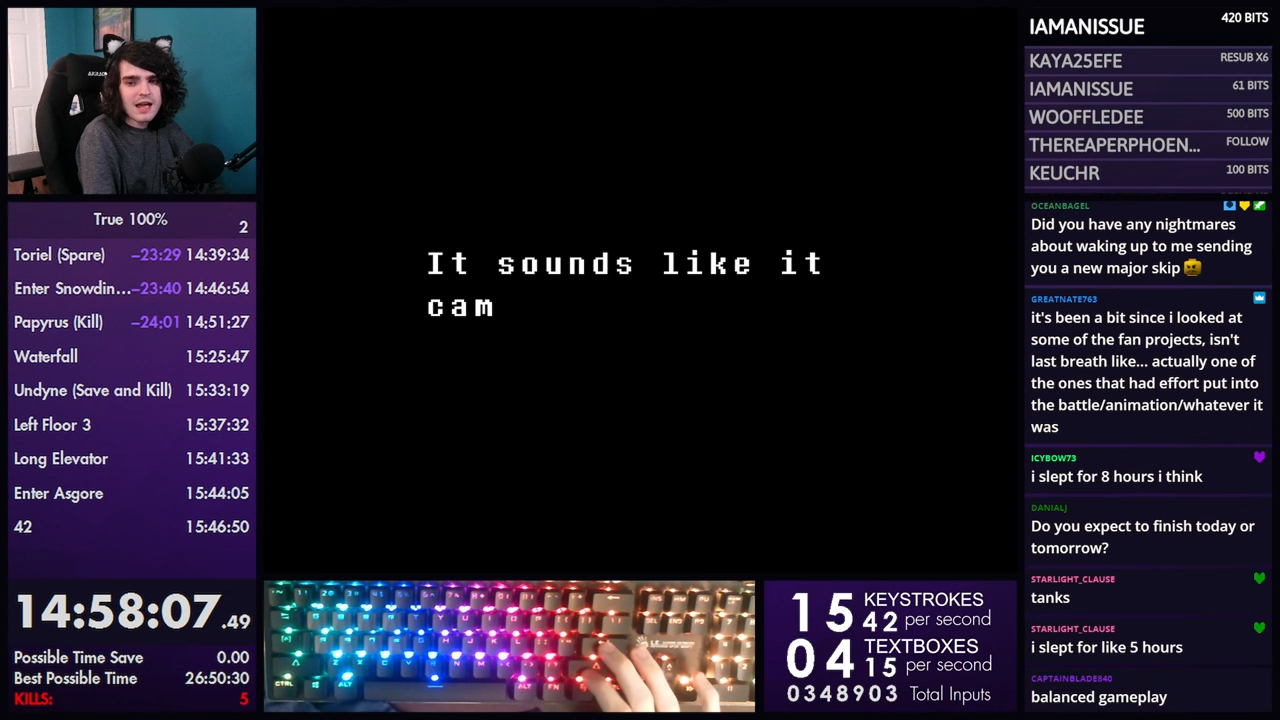 True 100%
2
Toriel (Spare) −23:29 14:39:34
Enter Snowdin... −23:40 14:46:54
Papyrus (Kill) −24:01 14:51:27
Waterfall 15:25:47
Undyne (Save and Kill) 15:33:19
Left Floor 3 15:37:32
Long Elevator 15:41:33
Enter Asgore 15:44:05
42 15:46:50
14:58:07.49
Possible Time Save 0.00
Best Possible Time 26:50:30
KILLS: 5
It sounds like it
cam
15 42 KEYSTROKES per second
04 15 TEXTBOXES per second
0348903 Total Inputs
IAMANISSUE 420 BITS
KAYA25EFE RESUB X6
IAMANISSUE 61 BITS
WOOFFLEDEE 500 BITS
THEREAPERPHOEN... FOLLOW
KEUCHR 100 BITS
OCEANBAGEL
Did you have any nightmares
about waking up to me sending
you a new major skip
GREATNATE763
it's been a bit since i looked at
some of the fan projects, isn't
last breath like... actually one of
the ones that had effort put into
the battle/animation/whatever it
was
ICYBOW73
i slept for 8 hours i think
DANIALJ
Do you expect to finish today or
tomorrow?
STARLIGHT_CLAUSE
tanks
STARLIGHT_CLAUSE
i slept for like 5 hours
CAPTAINBLADE840
balanced gameplay